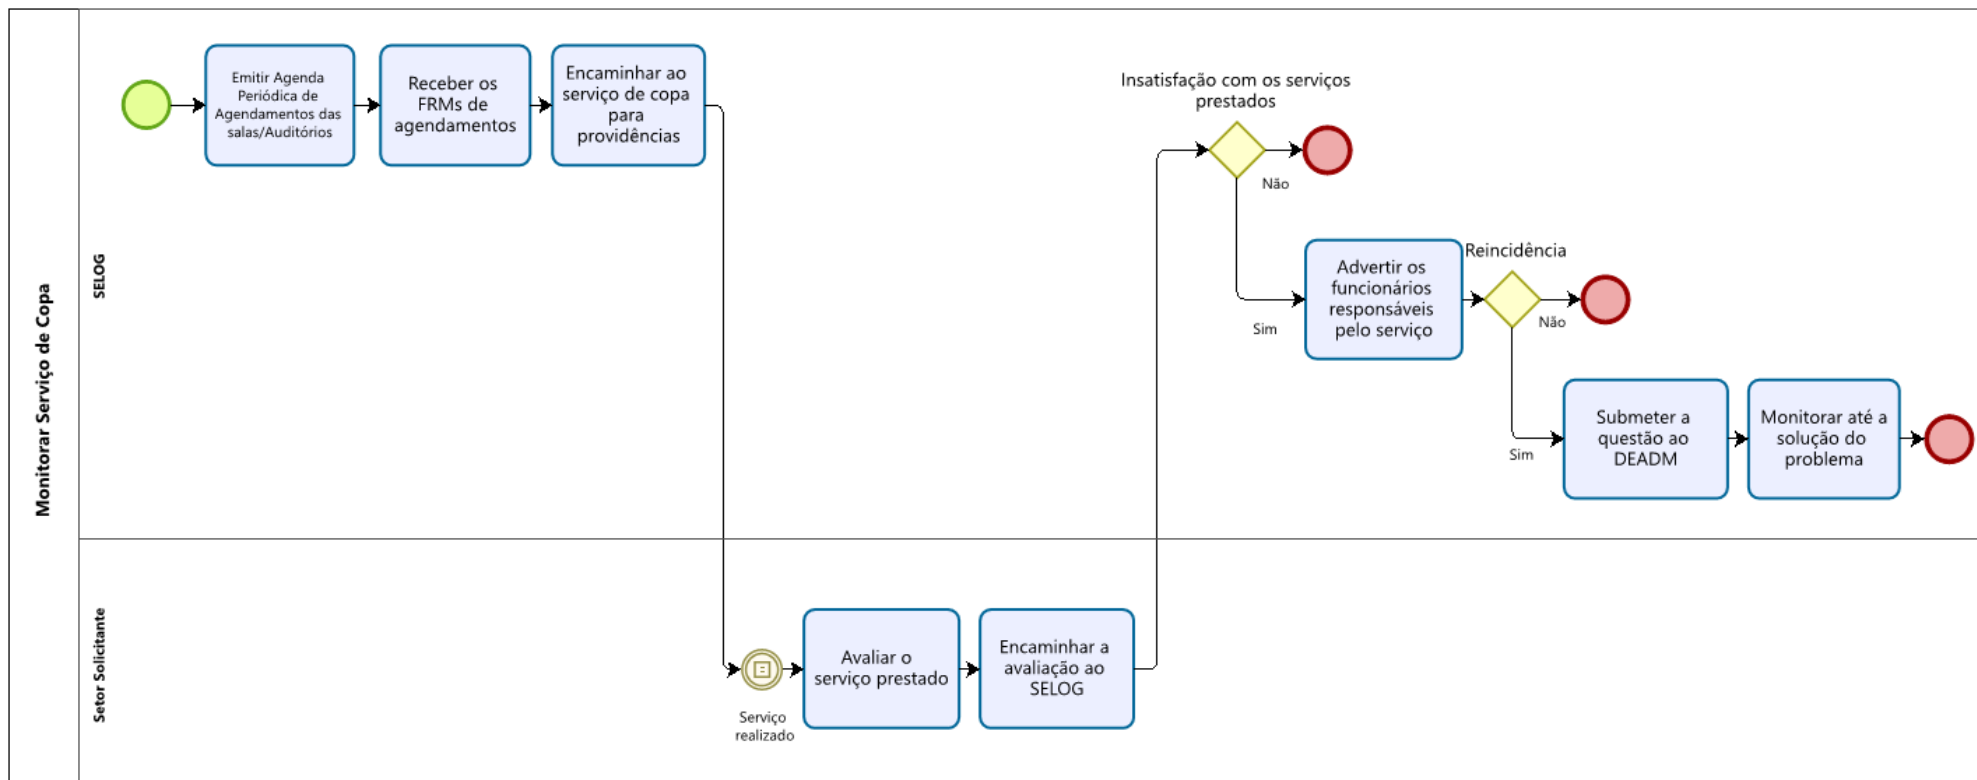 Monitorar Serviço de Copa
SELOG
Emitir Agenda
Periódica de
Agendamentos das
salas/Auditórios
Receber os
FRMs de
agendamentos
Encaminhar ao
serviço de copa
para
providências
Insatisfação com os serviços
prestados
Não
Sim
Advertir os
funcionários
responsáveis
pelo serviço
Reincidência
Não
Sim
Submeter a
questão ao
DEADM
Monitorar até a
solução do
problema
Setor Solicitante
Serviço
realizado
Avaliar o
serviço prestado
Encaminhar a
avaliação ao
SELOG